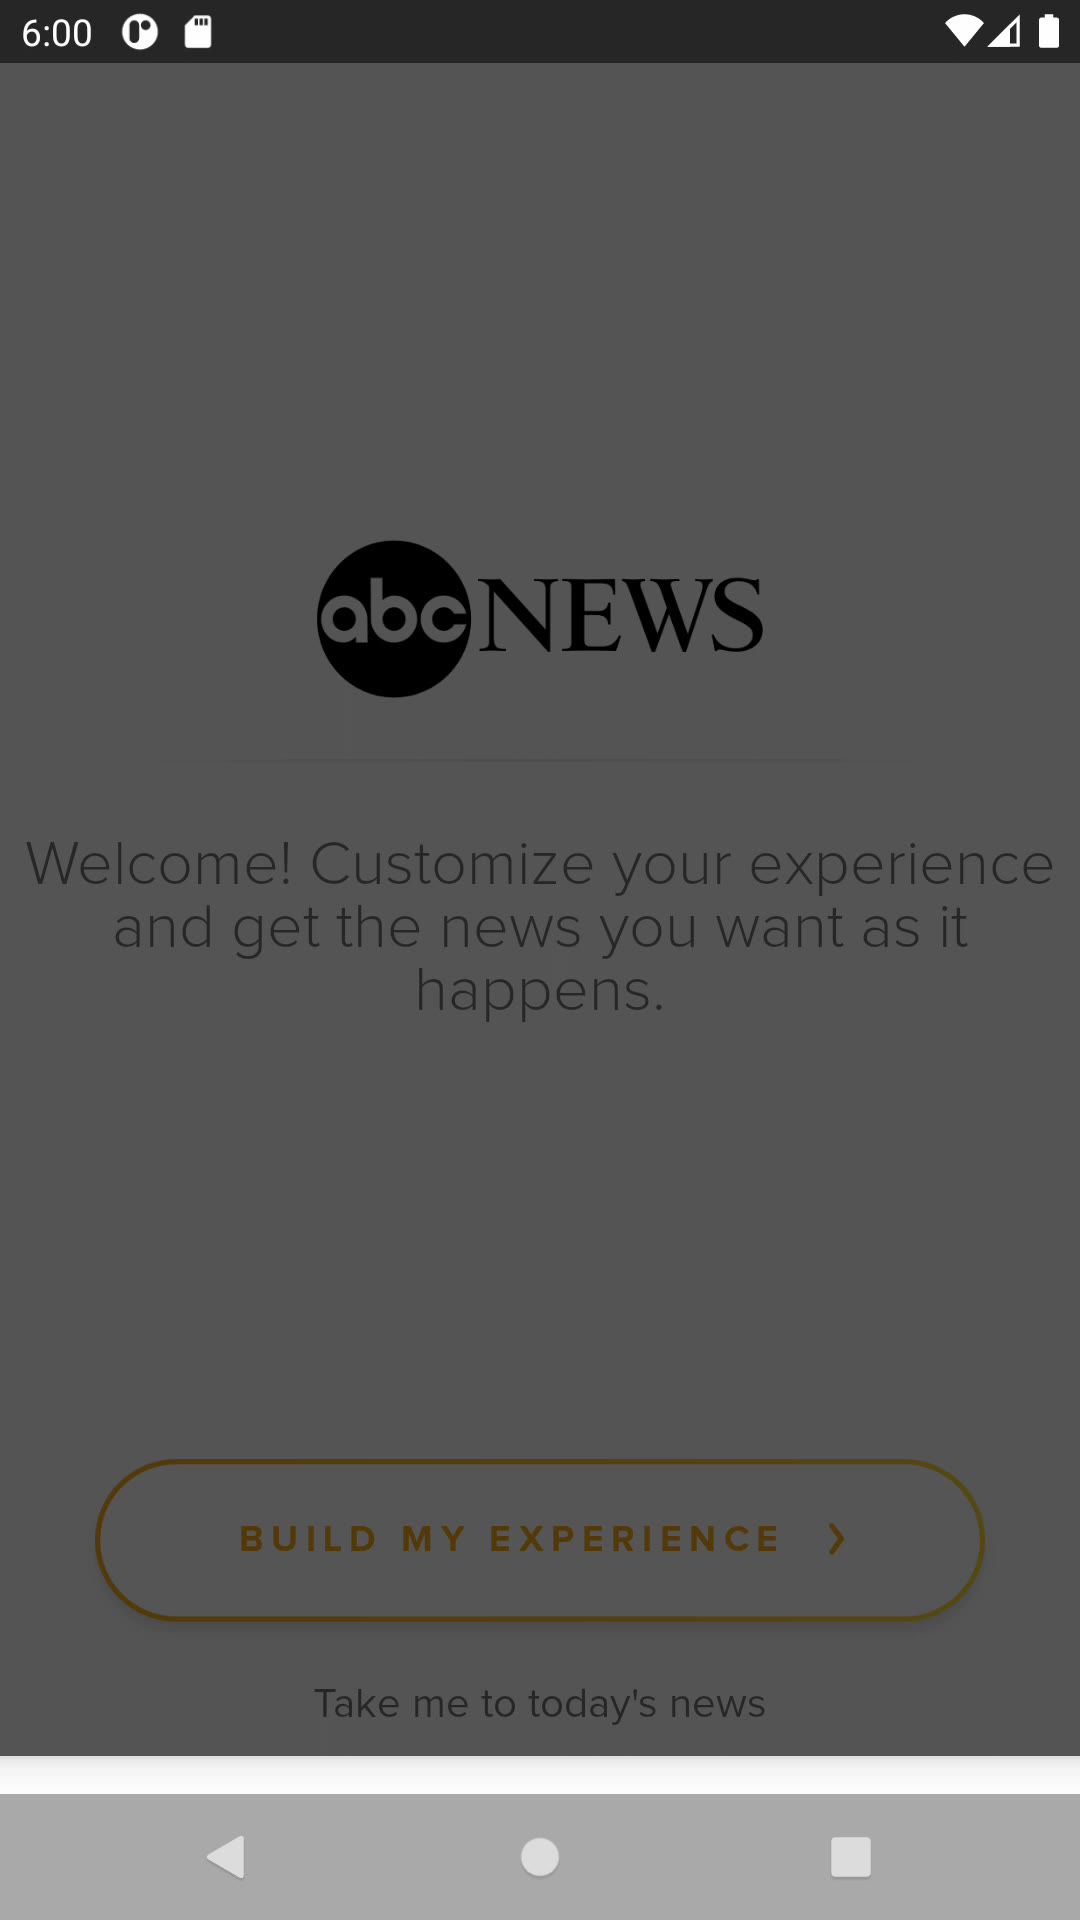 6:00
abc NEWS
Welcome! Customize your experience
and get the news you want as it
happens.
BUILD MY EXPERIENCE
Take me to today's news